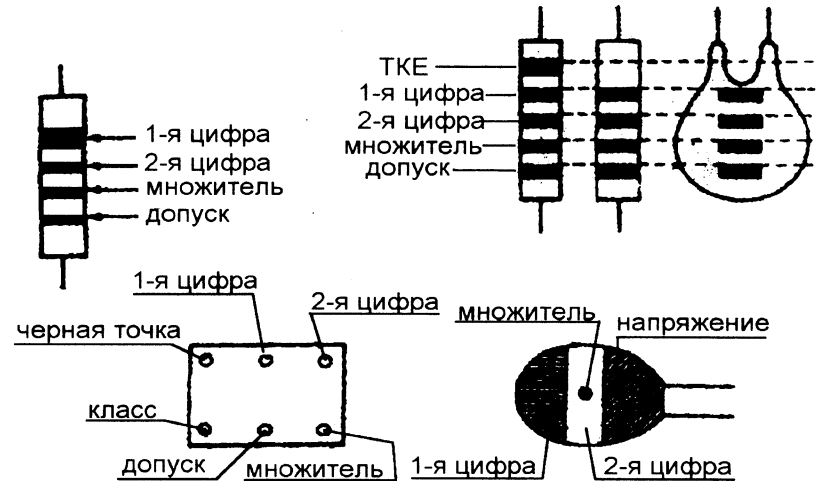 1-я цифра
2-я цифра
множитель
допуск
ТКЕ
1-я цифра
2-я цифра
множитель
допуск
1-я цифра
2-я цифра
черная точка
класс
допуск
множитель
множитель
напряжение
1-я цифра
2-я цифра